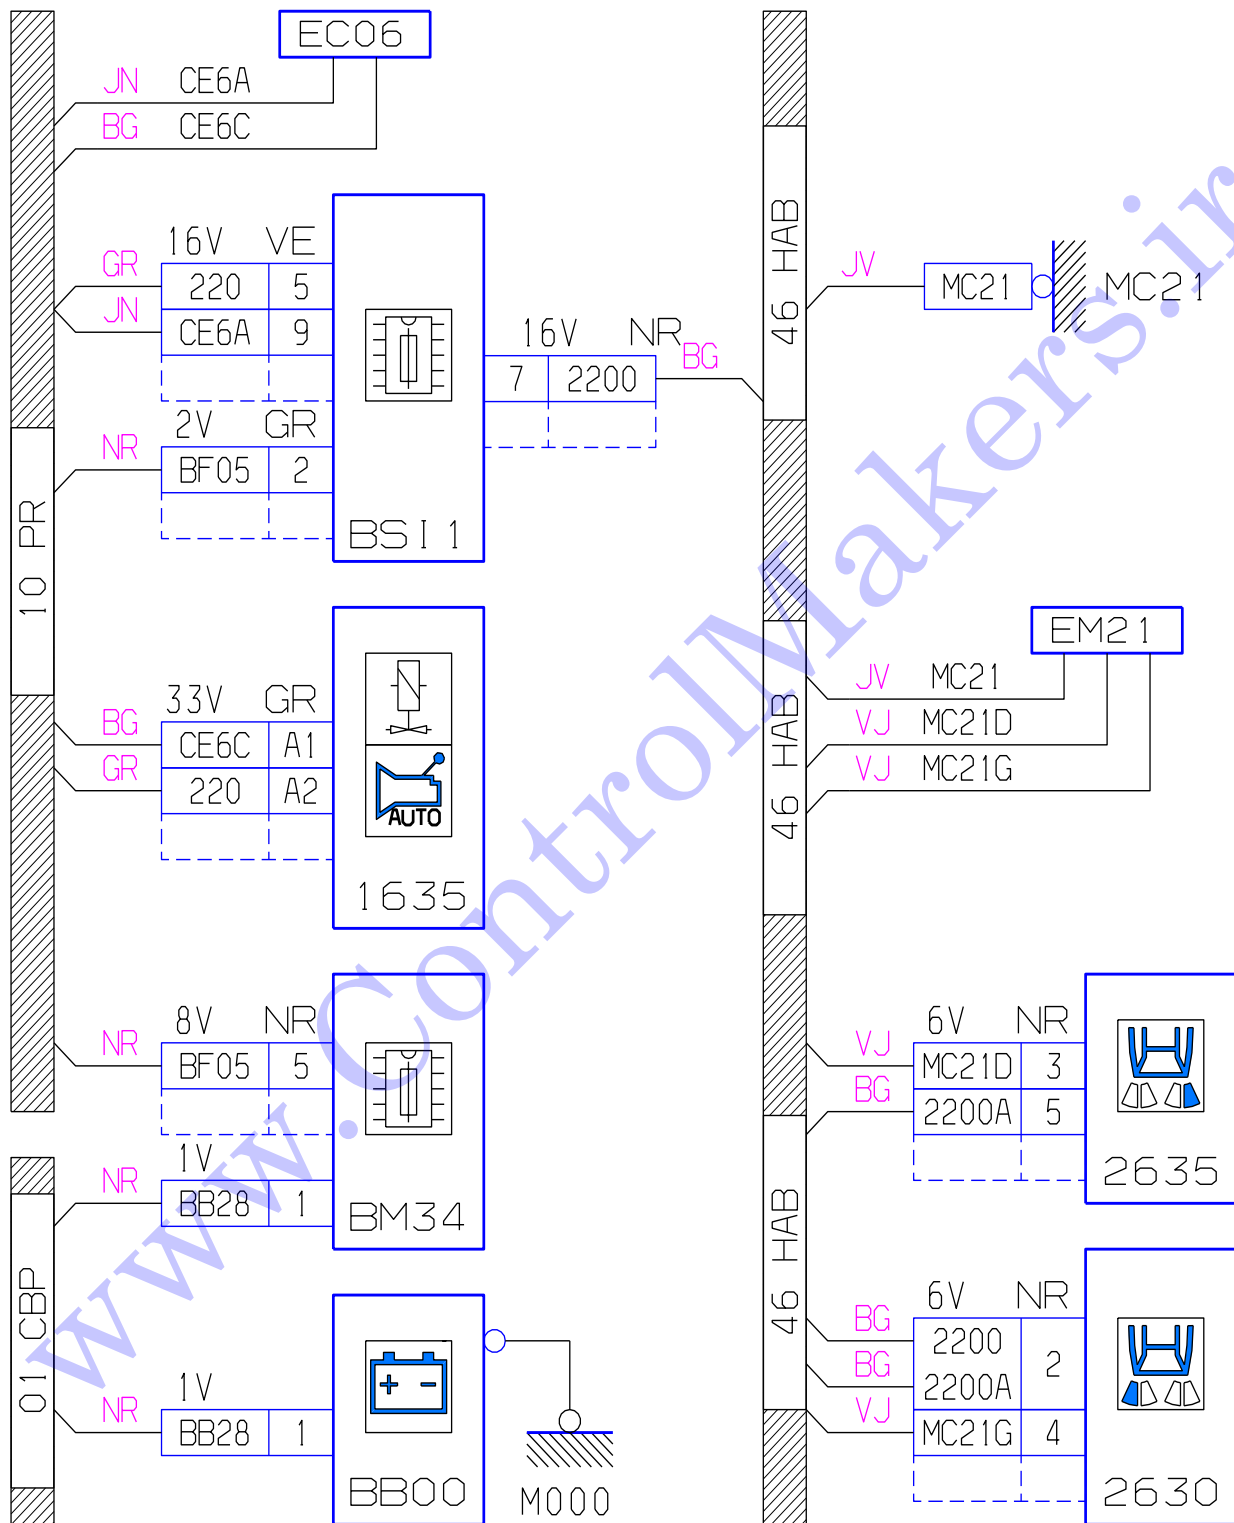 EC06
JN CE6A
BG CE6C
16V VE
GR 220 5
JN CE6A 9
2V GR
NR BF05 2
BSI1
16V NR
7 2200 BG
10 PR
33V GR
BG CE6C A1
GR 220 A2
AUTO
1635
8V NR
NR BF05 5
1V
NR BB28 1
BM34
01 CBP
1V
NR BB28 1
+ -
BB00
M000
46 HAB
JV MC21 MC21
EM21
JV MC21
VJ MC21D
VJ MC21G
46 HAB
6V NR
VJ MC21D 3
BG 2200A 5
2635
46 HAB
6V NR
BG 2200 2
BG 2200A
VJ MC21G 4
2630
www.ControlMakers.ir